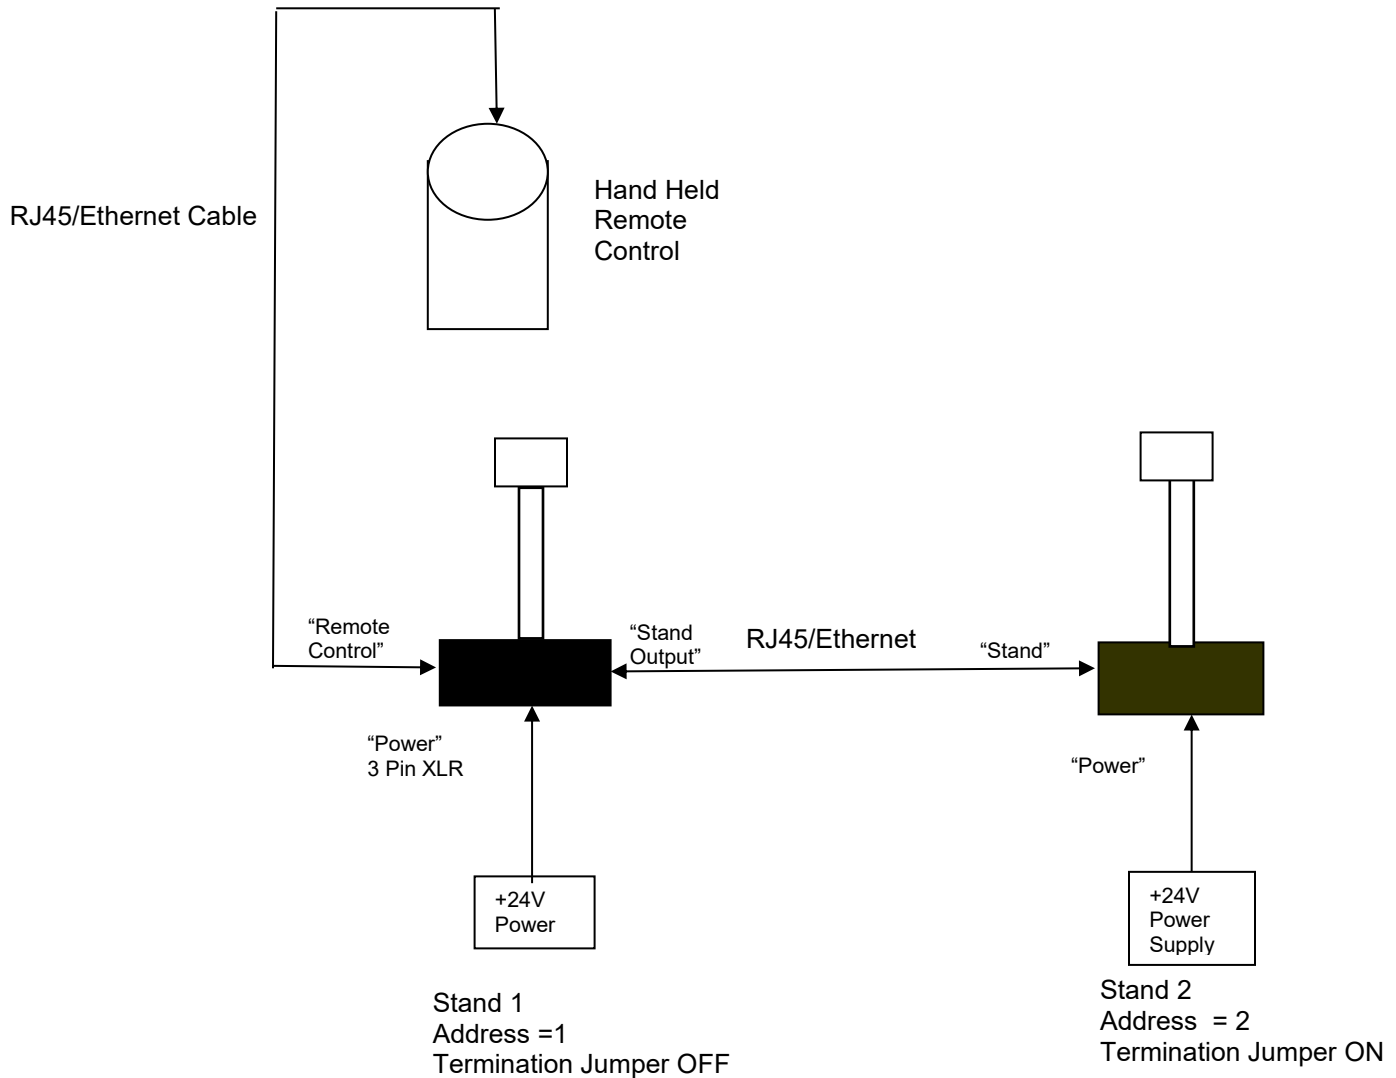 RJ45/Ethernet Cable
Hand Held
Remote
Control
“Remote
Control”
“Stand
Output”
RJ45/Ethernet
“Stand”
“Power”
3 Pin XLR
“Power”
+24V
Power
+24V
Power
Supply
Stand 1
Address =1
Termination Jumper OFF
Stand 2
Address  = 2
Termination Jumper ON